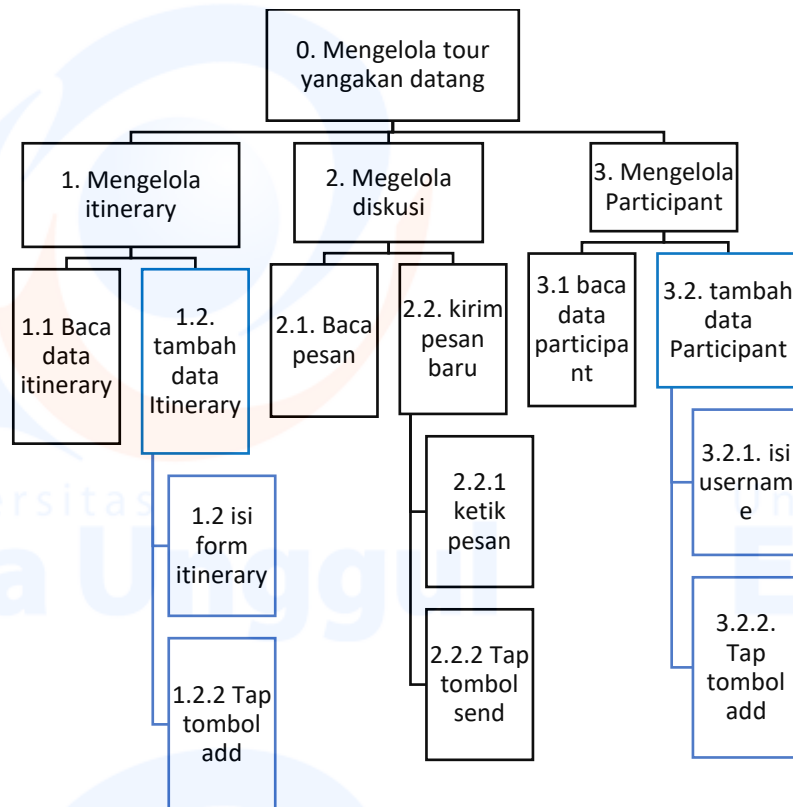 0. Mengelola tour
yangakan datang
1. Mengelola
itinerary
2. Megelola
diskusi
3. Mengelola
Participant
1.1 Baca
data
itinerary
1.2.
tambah
data
Itinerary
2.1. Baca
pesan
2.2. kirim
pesan
baru
3.1 baca
data
participa
nt
3.2. tambah
data
Participant
1.2 isi
form
itinerary
1.2.2 Tap
tombol
add
2.2.1
ketik
pesan
2.2.2 Tap
tombol
send
3.2.1. isi
usernam
e
3.2.2.
Tap
tombol
add
ersitas
a Unggul
Un
E